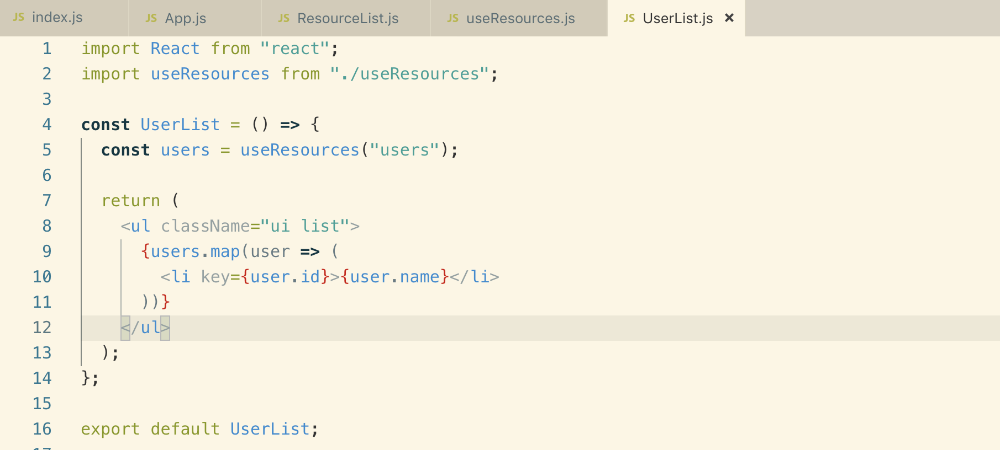 JS index.js JS App.js JS ResourceList.js JS useResources.js JS UserList.js ×
1 import React from "react";
2 import useResources from "./useResources";
3
4 const UserList = () => {
5   const users = useResources("users");
6
7   return (
8     <ul className="ui list">
9       {users.map(user => (
10         <li key={user.id}>{user.name}</li>
11       ))}
12     </ul>
13   );
14 };
15
16 export default UserList;
17